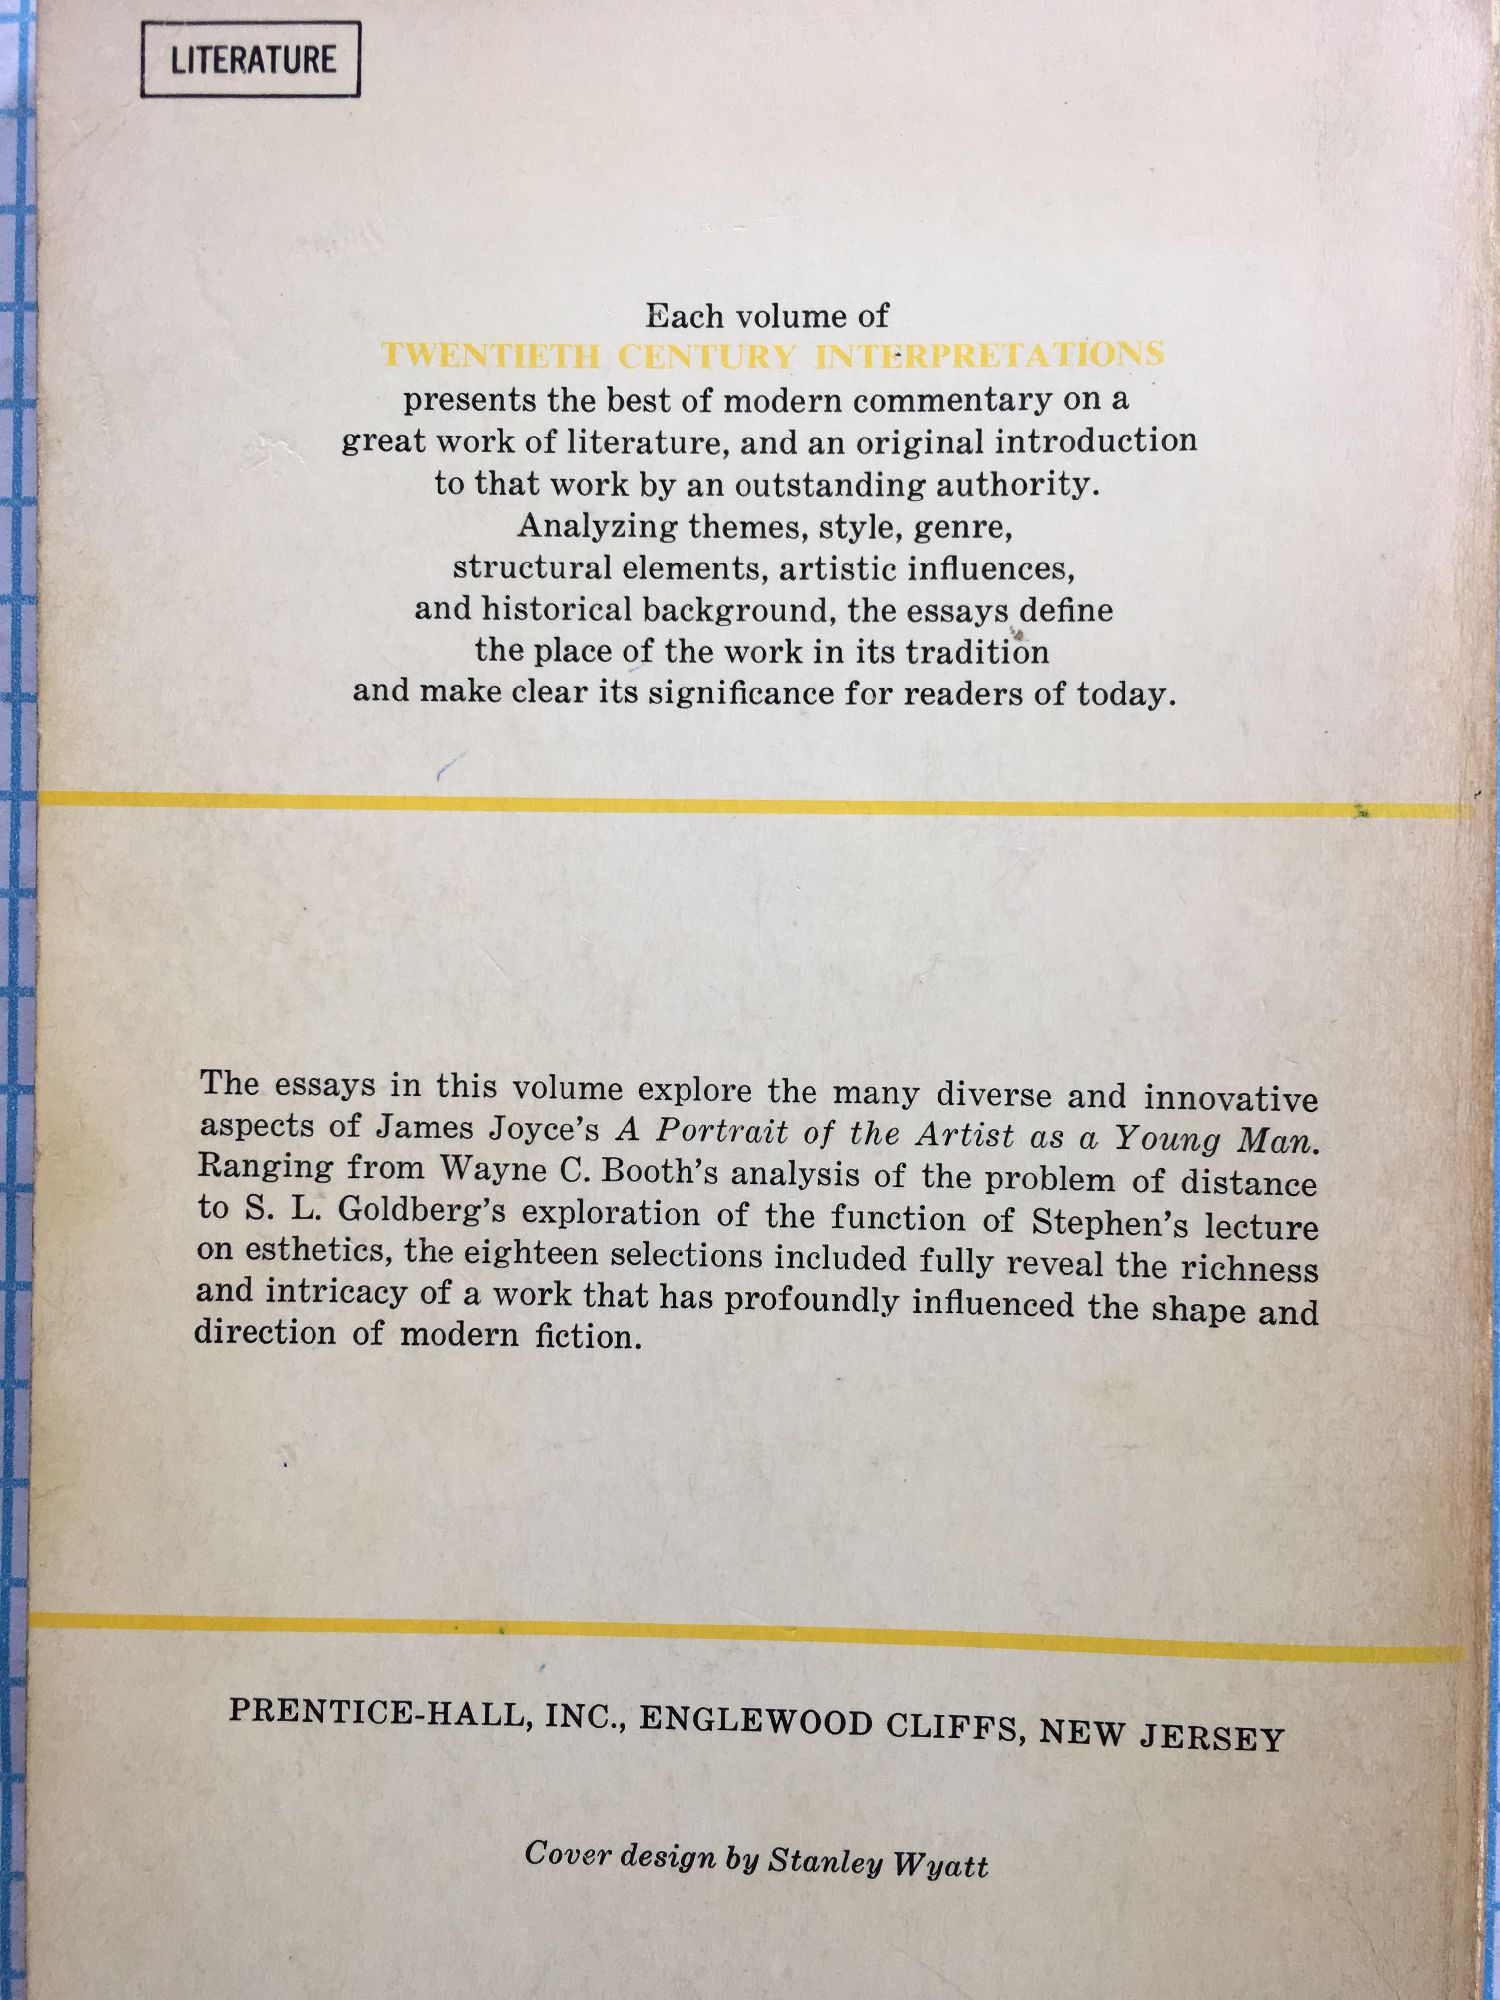 LITERATURE
Each volume of
TWENTIETH CENTURY INTERPRETATIONS
presents the best of modern commentary on a
great work of literature, and an original introduction
to that work by an outstanding authority.
Analyzing themes, style, genre,
structural elements, artistic influences,
and historical background, the essays define
the place of the work in its tradition
and make clear its significance for readers of today.
The essays in this volume explore the many diverse and innovative
aspects of James Joyce's A Portrait of the Artist as a Young Man.
Ranging from Wayne C. Booth's analysis of the problem of distance
to S. L. Goldberg's exploration of the function of Stephen's lecture
on esthetics, the eighteen selections included fully reveal the richness
and intricacy of a work that has profoundly influenced the shape and
direction of modern fiction.
PRENTICE-HALL, INC., ENGLEWOOD CLIFFS, NEW JERSEY
Cover design by Stanley Wyatt